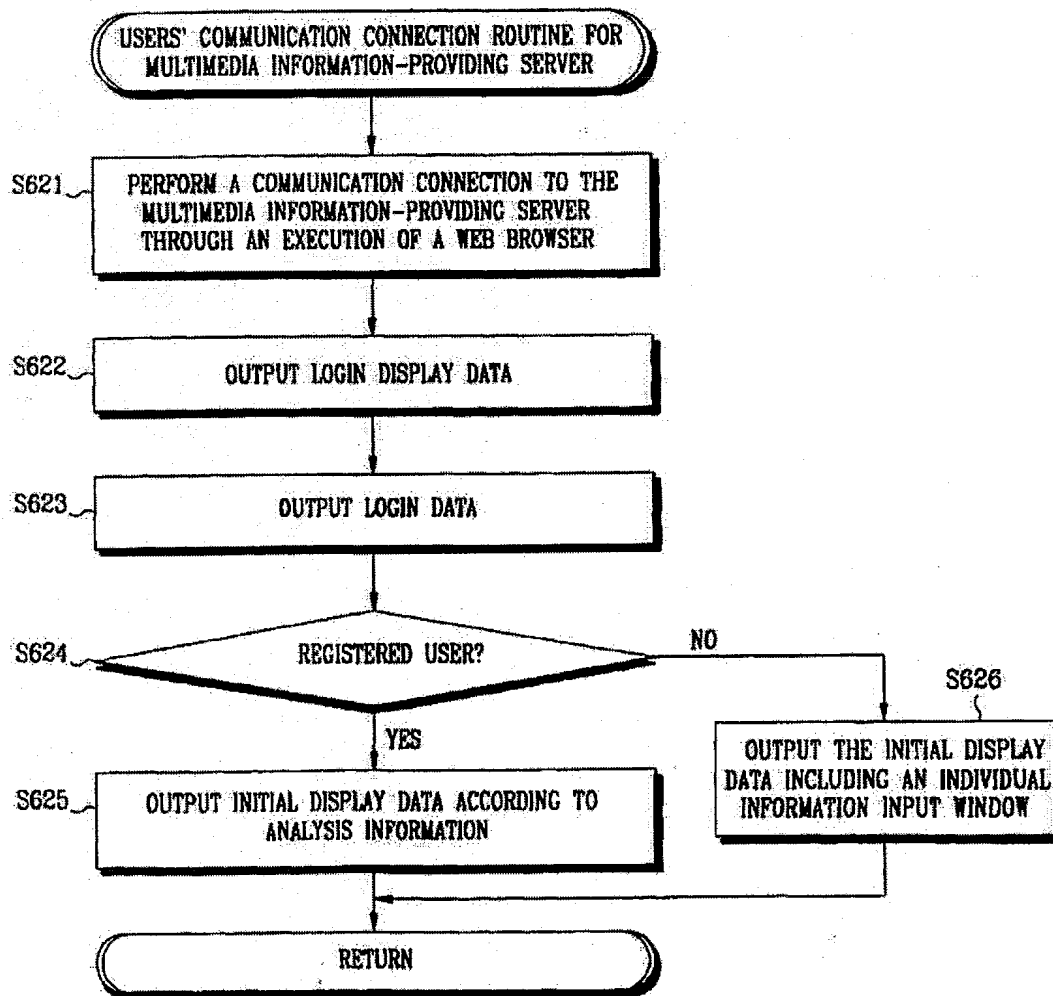 USERS' COMMUNICATION CONNECTION ROUTINE FOR
MULTIMEDIA INFORMATION-PROVIDING SERVER
S621
PERFORM A COMMUNICATION CONNECTION TO THE
MULTIMEDIA INFORMATION-PROVIDING SERVER
THROUGH AN EXECUTION OF A WEB BROWSER
S622
OUTPUT LOGIN DISPLAY DATA
S623
OUTPUT LOGIN DATA
S624
REGISTERED USER?
NO
YES
S625
OUTPUT INITIAL DISPLAY DATA ACCORDING TO
ANALYSIS INFORMATION
S626
OUTPUT THE INITIAL DISPLAY
DATA INCLUDING AN INDIVIDUAL
INFORMATION INPUT WINDOW
RETURN